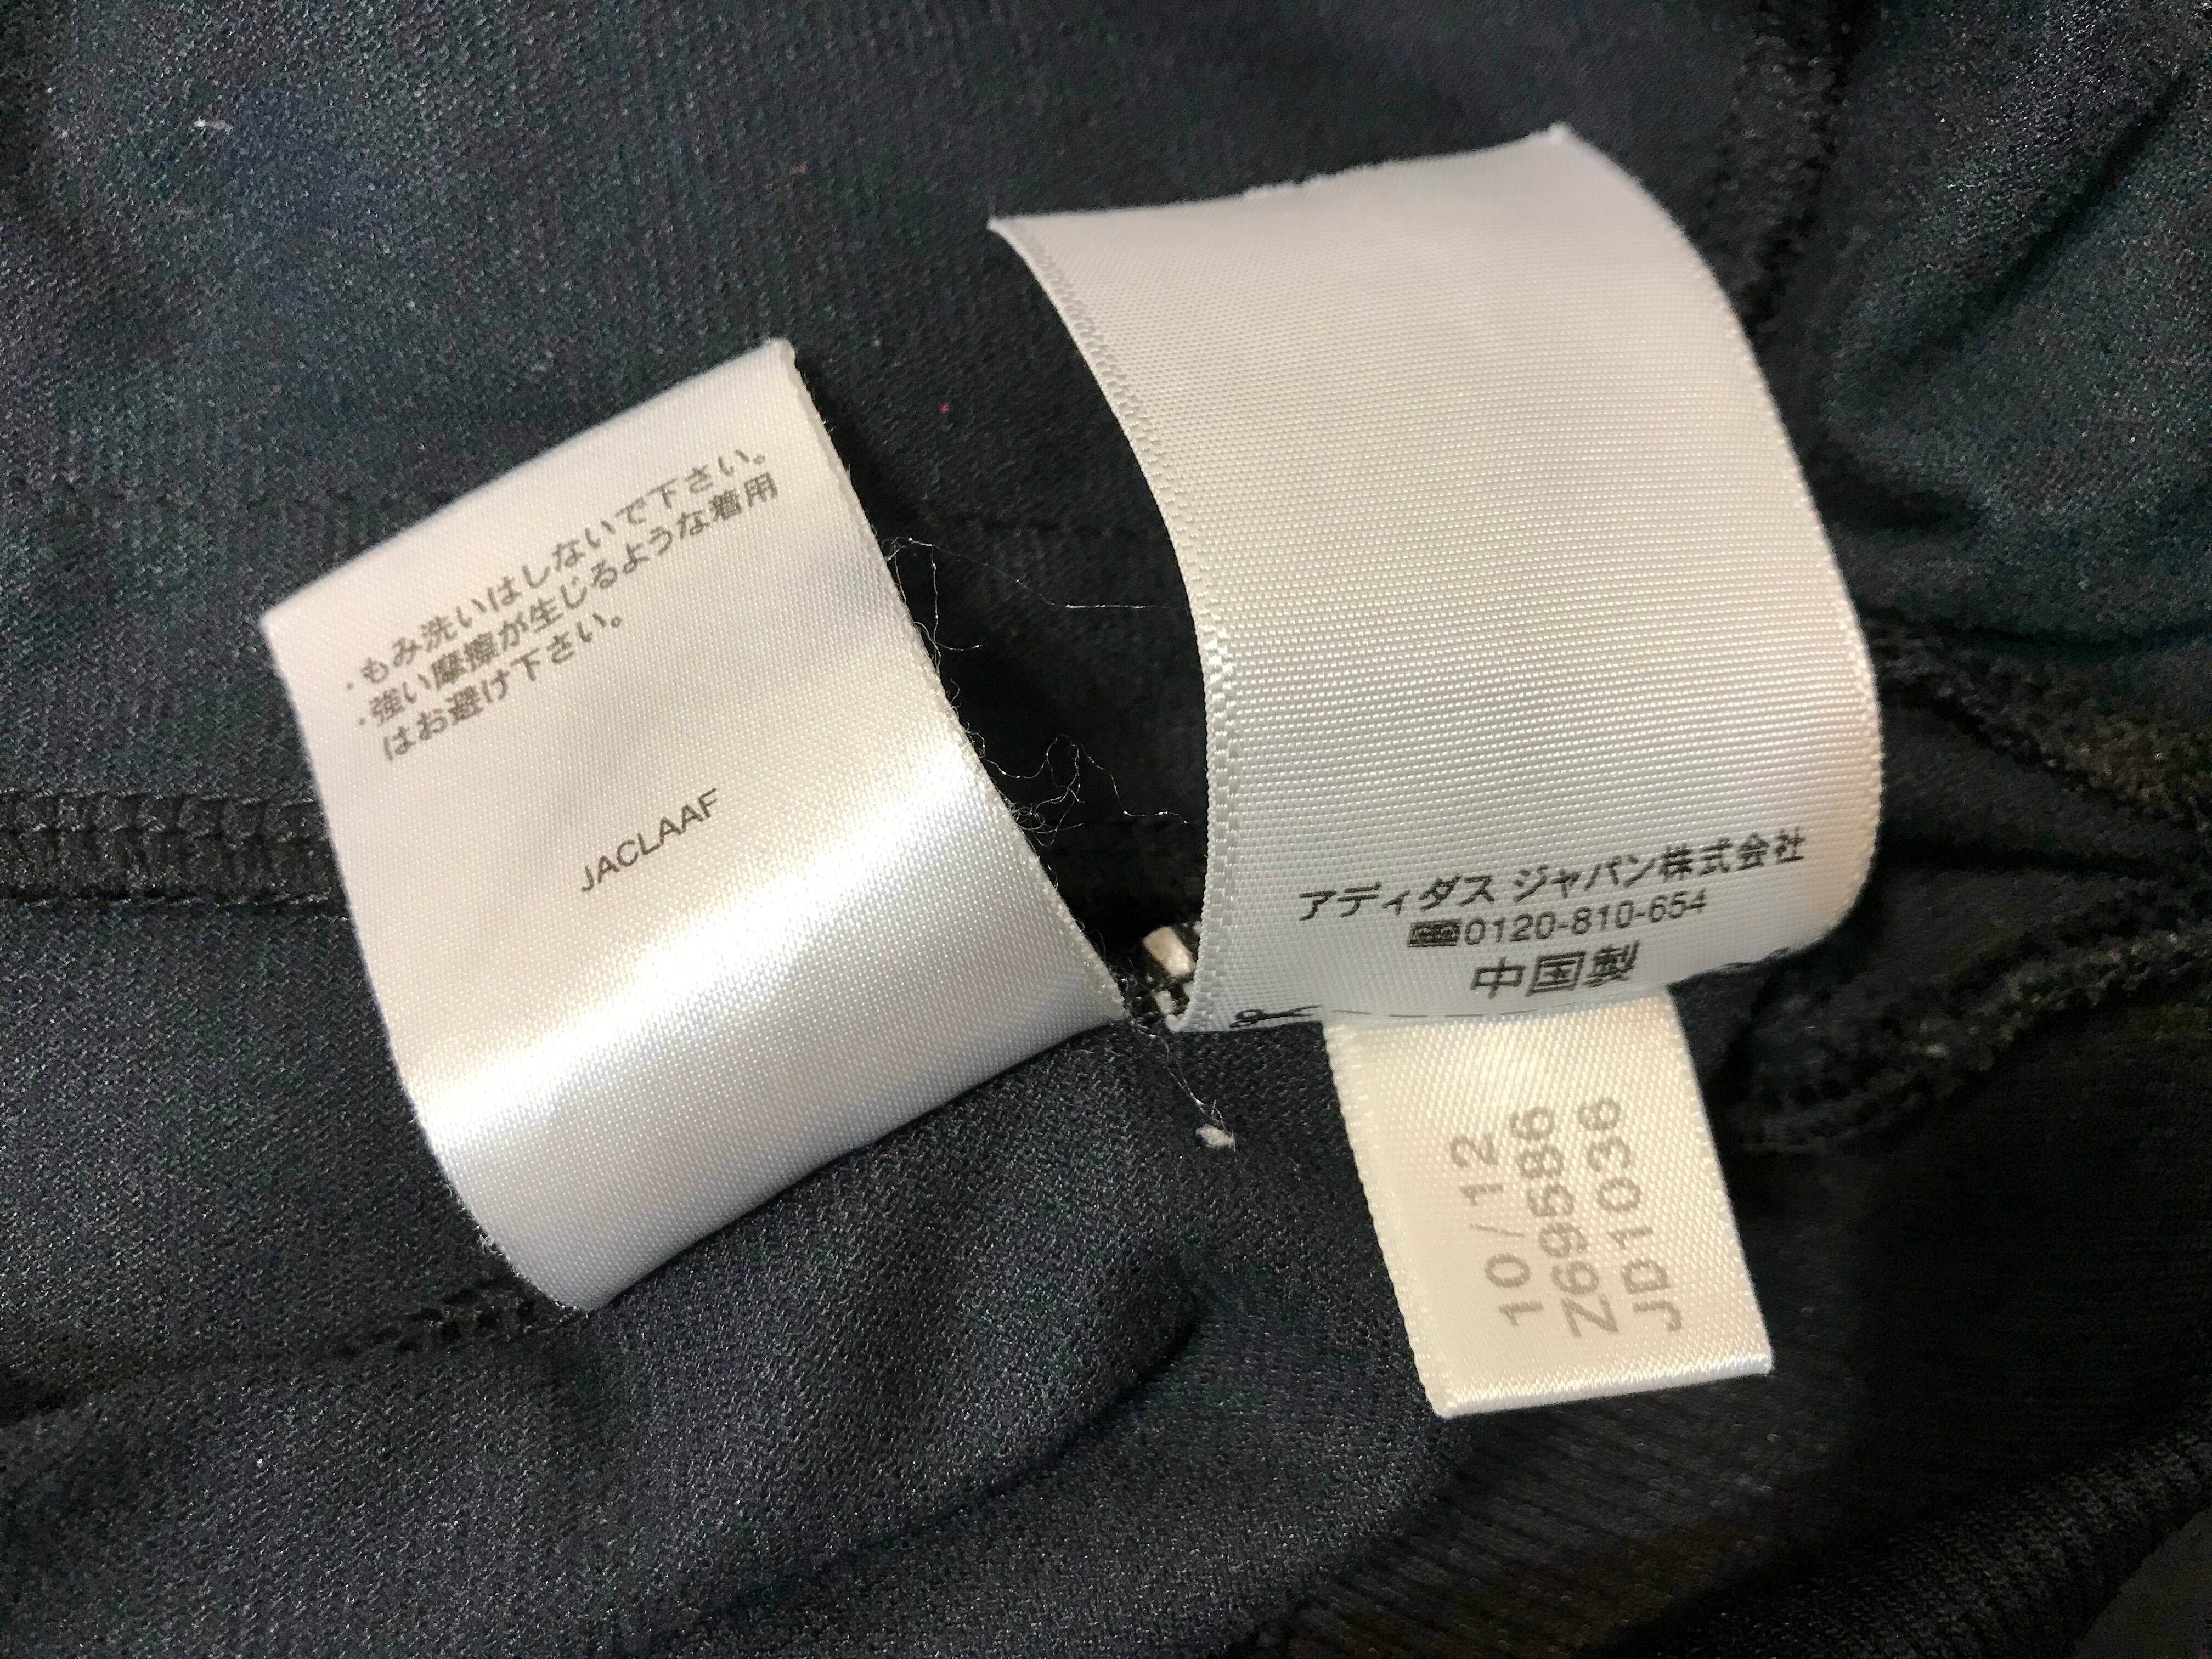 ・もみ洗いはしないで下さい。
・強い摩擦が生じるような着用
はお避け下さい。
JACLAAF
アディダス ジャパン株式会社
0120-810-654
中国製
10/12
Z69586
JD1036